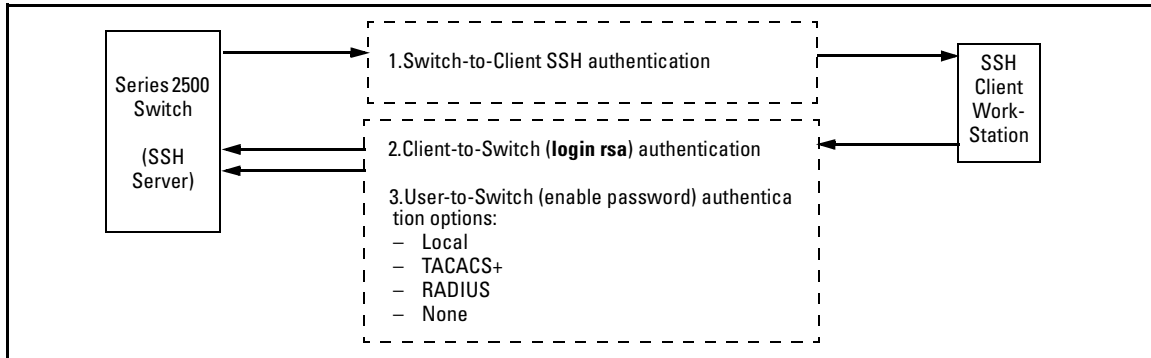 Series 2500
Switch
(SSH
Server)
1.Switch-to-Client SSH authentication
2.Client-to-Switch (login rsa) authentication
3.User-to-Switch (enable password) authentica
tion options:
– Local
– TACACS+
– RADIUS
– None
SSH
Client
Work-
Station